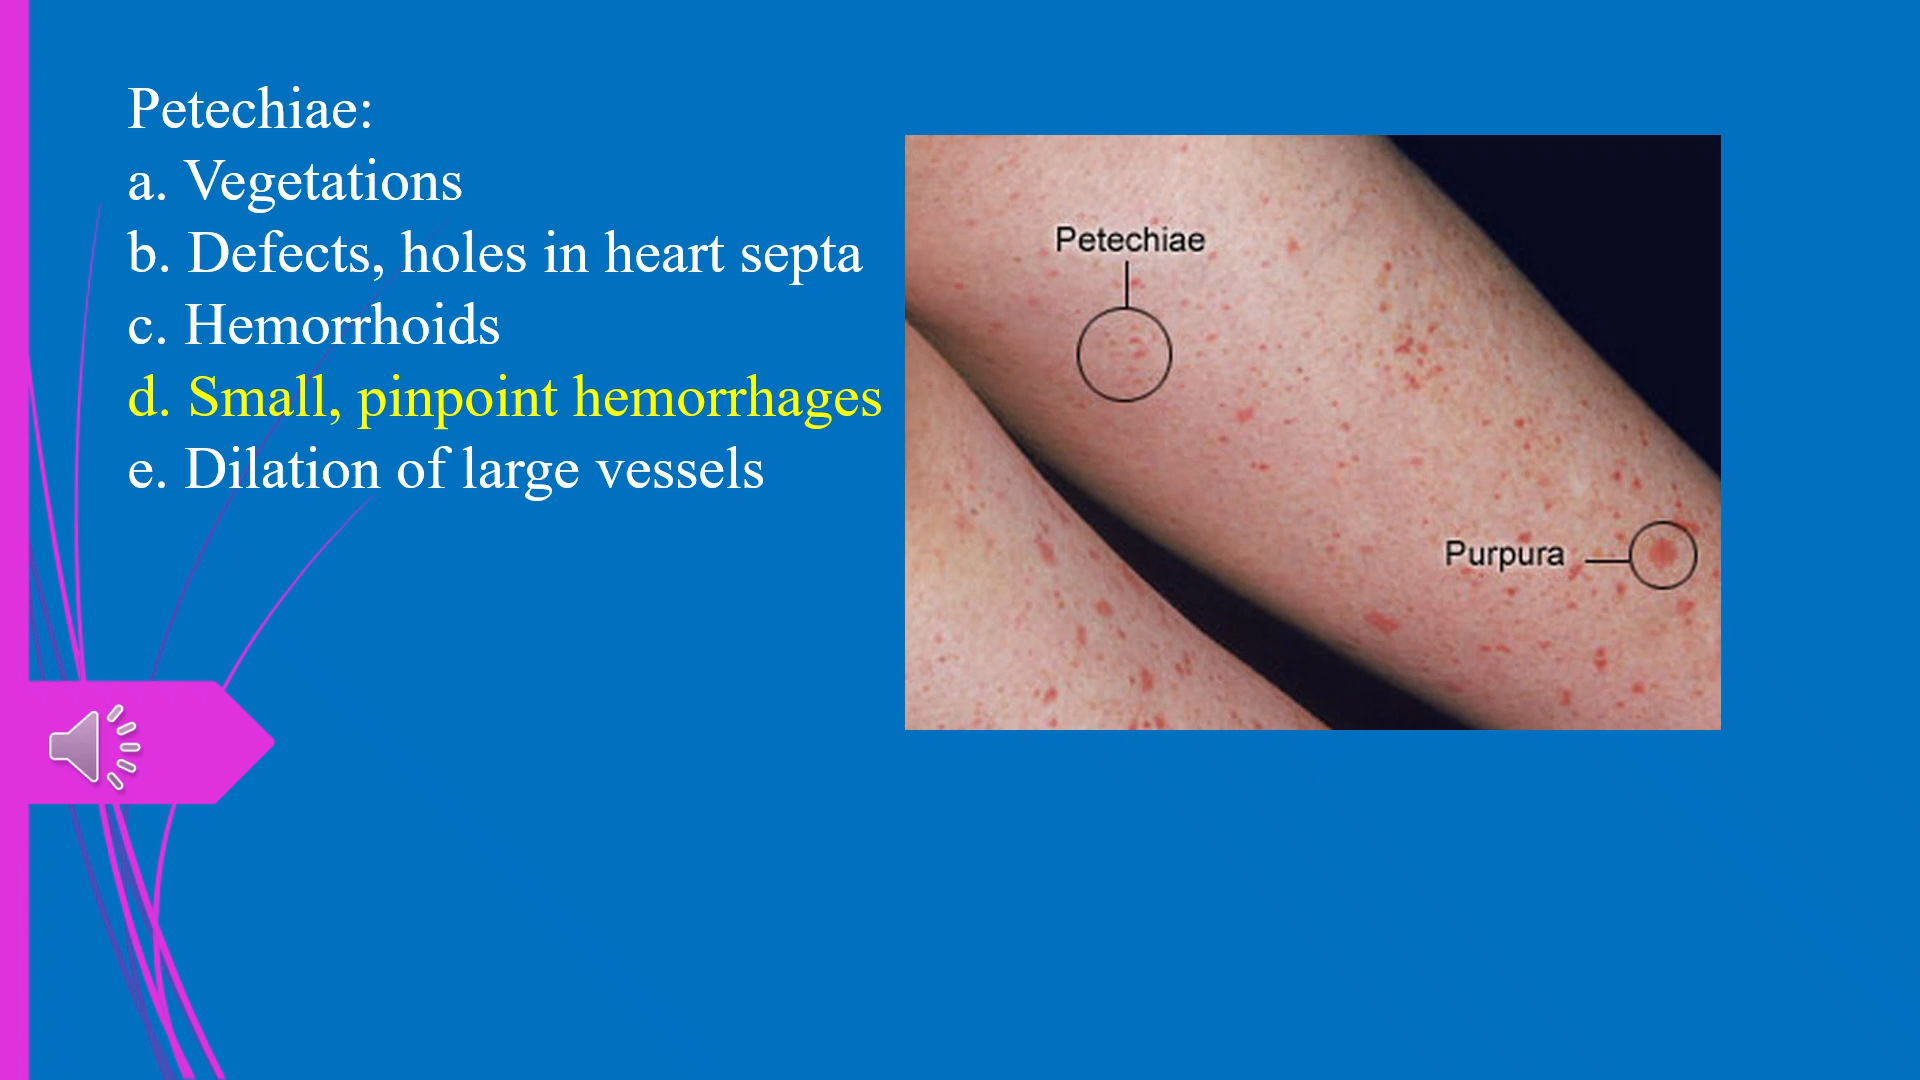 Petechiae:
a. Vegetations
b. Defects, holes in heart septa
c. Hemorrhoids
d. Small, pinpoint hemorrhages
e. Dilation of large vessels
Petechiae
Purpura